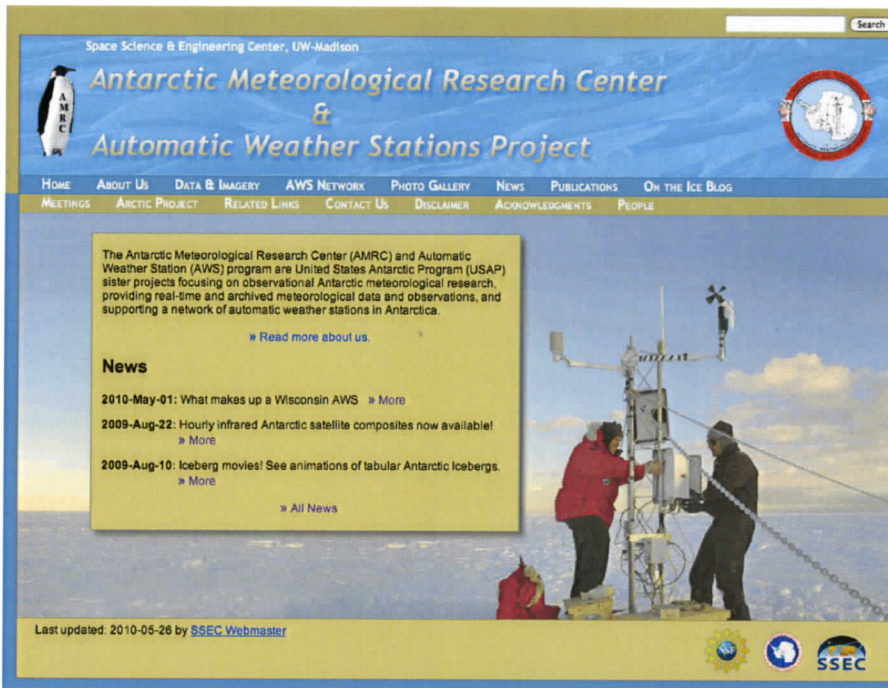 Search
Space Science & Engineering Center, UW-Madison
Antarctic Meteorological Research Center
&
Automatic Weather Stations Project
AMRC
HOME ABOUT US DATA & IMAGERY AWS NETWORK PHOTO GALLERY NEWS PUBLICATIONS ON THE ICE BLOG
MEETINGS ARCTIC PROJECT RELATED LINKS CONTACT US DISCLAIMER ACKNOWLEDGMENTS PEOPLE
The Antarctic Meteorological Research Center (AMRC) and Automatic
Weather Station (AWS) program are United States Antarctic Program (USAP)
sister projects focusing on observational Antarctic meteorological research,
providing real-time and archived meteorological data and observations, and
supporting a network of automatic weather stations in Antarctica.
» Read more about us.
News
2010-May-01: What makes up a Wisconsin AWS » More
2009-Aug-22: Hourly infrared Antarctic satellite composites now available!
» More
2009-Aug-10: Iceberg movies! See animations of tabular Antarctic Icebergs.
» More
» All News
Last updated: 2010-05-26 by SSEC Webmaster
NSF
SSEC